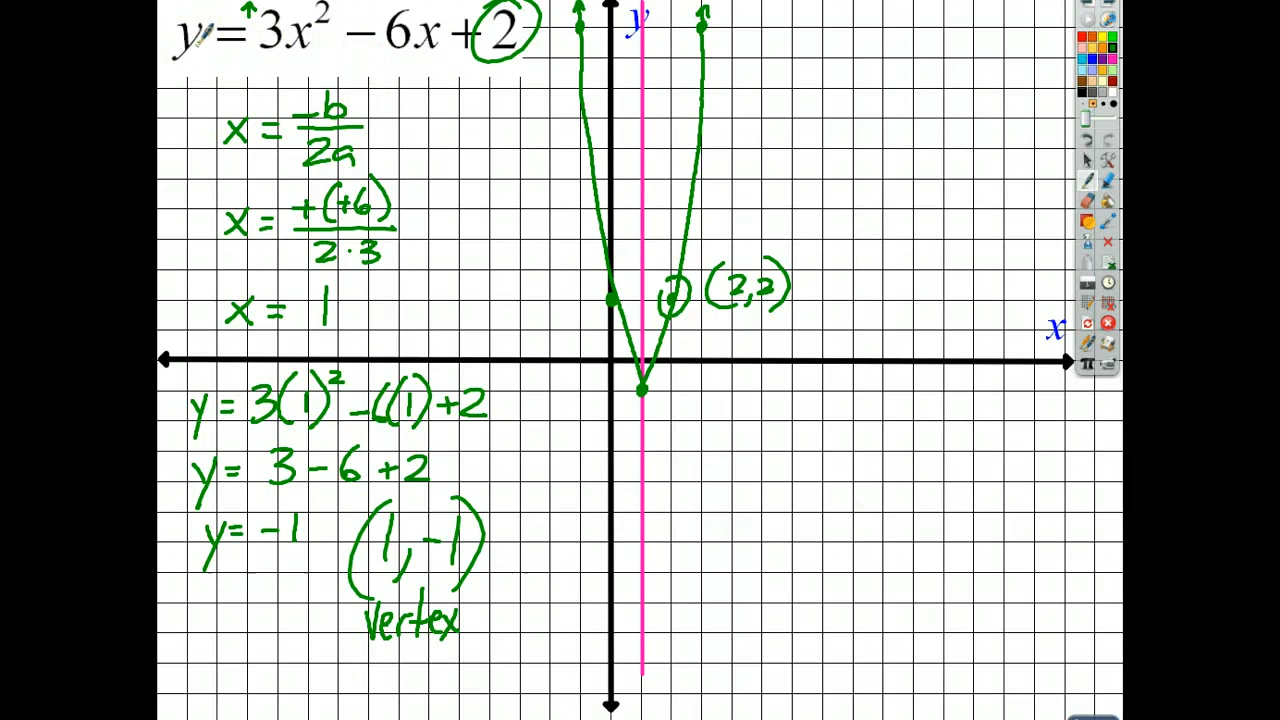 y = 3x² − 6x + 2
y
x = -b/2a
x = +(+6)/2·3
(2,2)
x = 1
x
y = 3(1)² -6(1) +2
y = 3 - 6 + 2
y = -1 (1, -1)
vertex